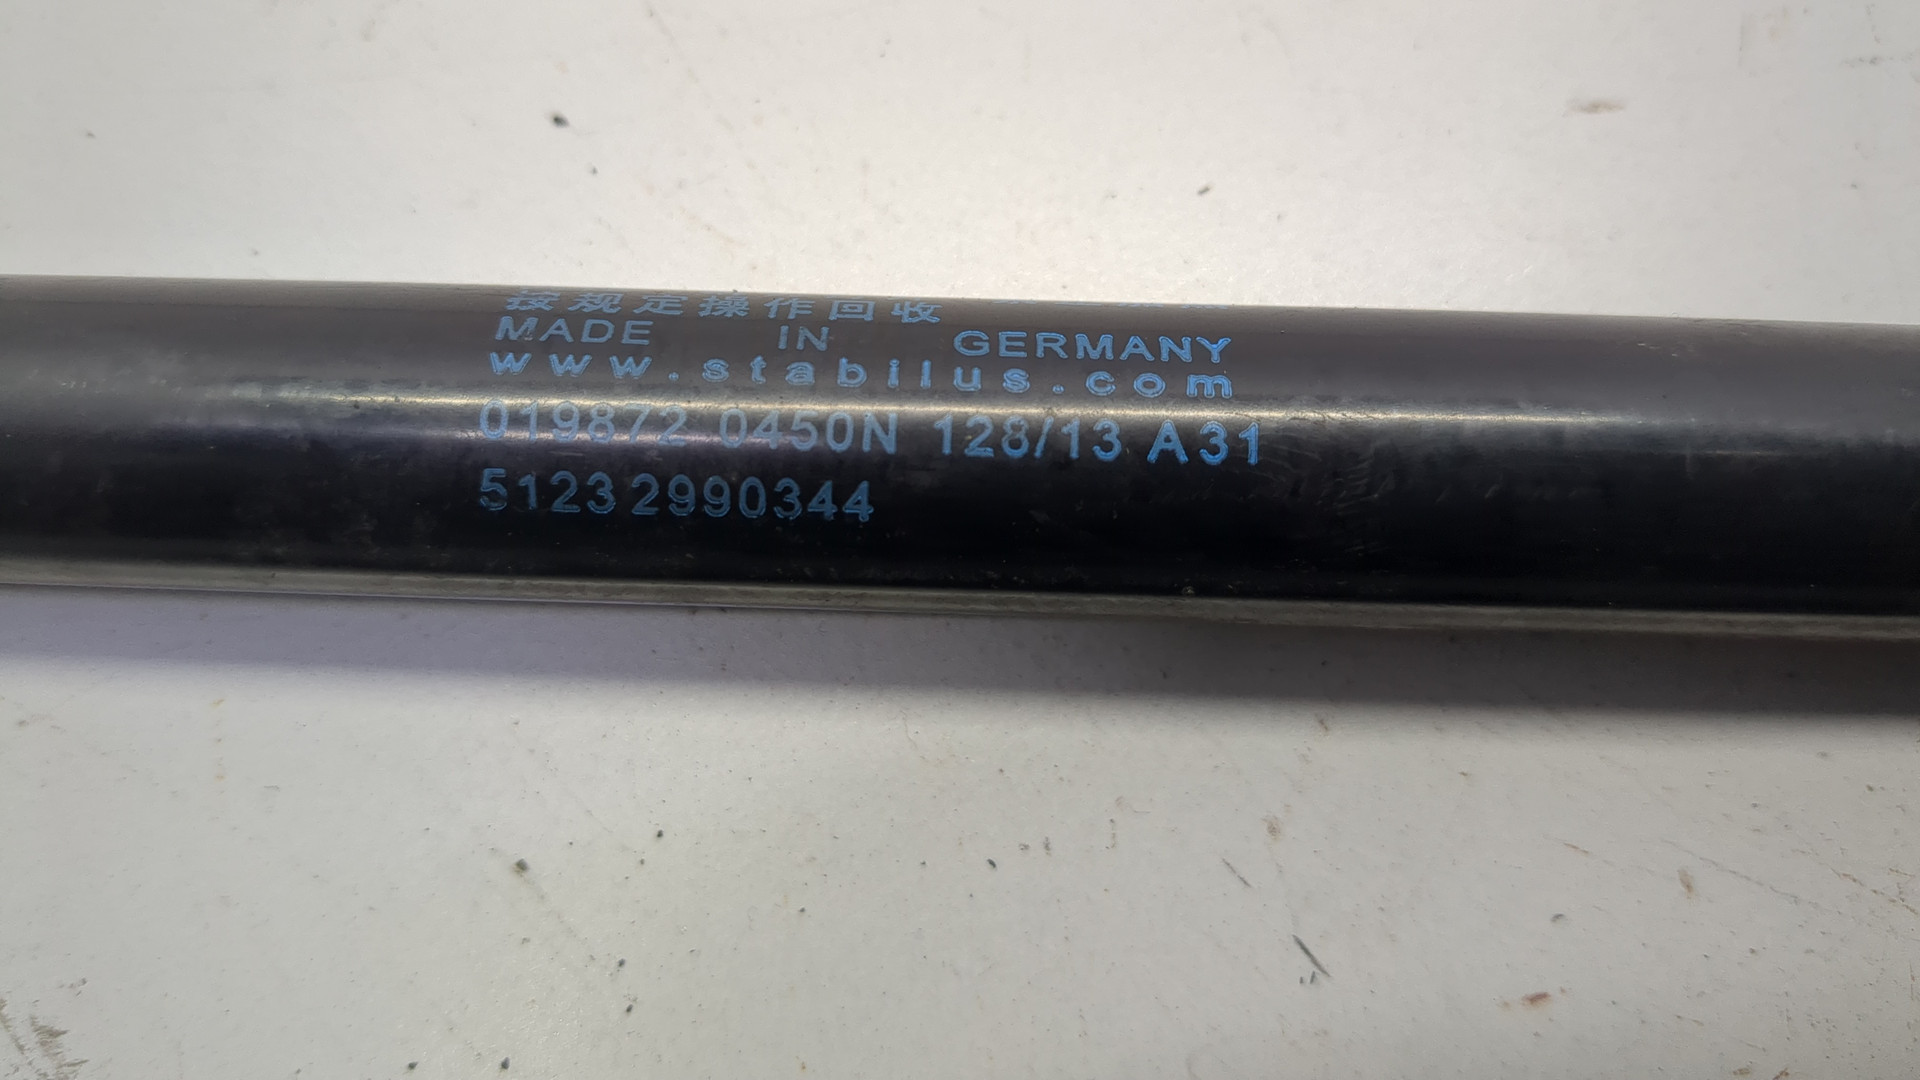 按规定操作回收
MADE IN GERMANY
www.stabilus.com
019872 0450N 128/13 A31
51232990344